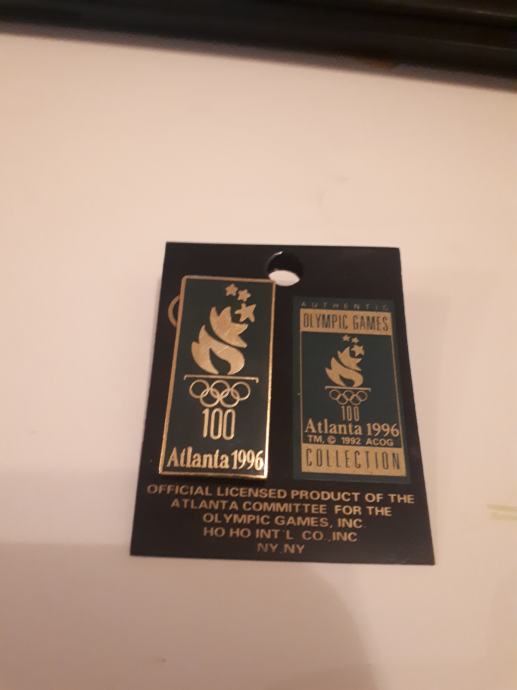 100
Atlanta 1996
AUTHENTIC
OLYMPIC GAMES
100
Atlanta 1996
TM, © 1992 ACOG
COLLECTION
OFFICIAL LICENSED PRODUCT OF THE
ATLANTA COMMITTEE FOR THE
OLYMPIC GAMES, INC.
HO HO INT'L CO.,INC
NY.NY